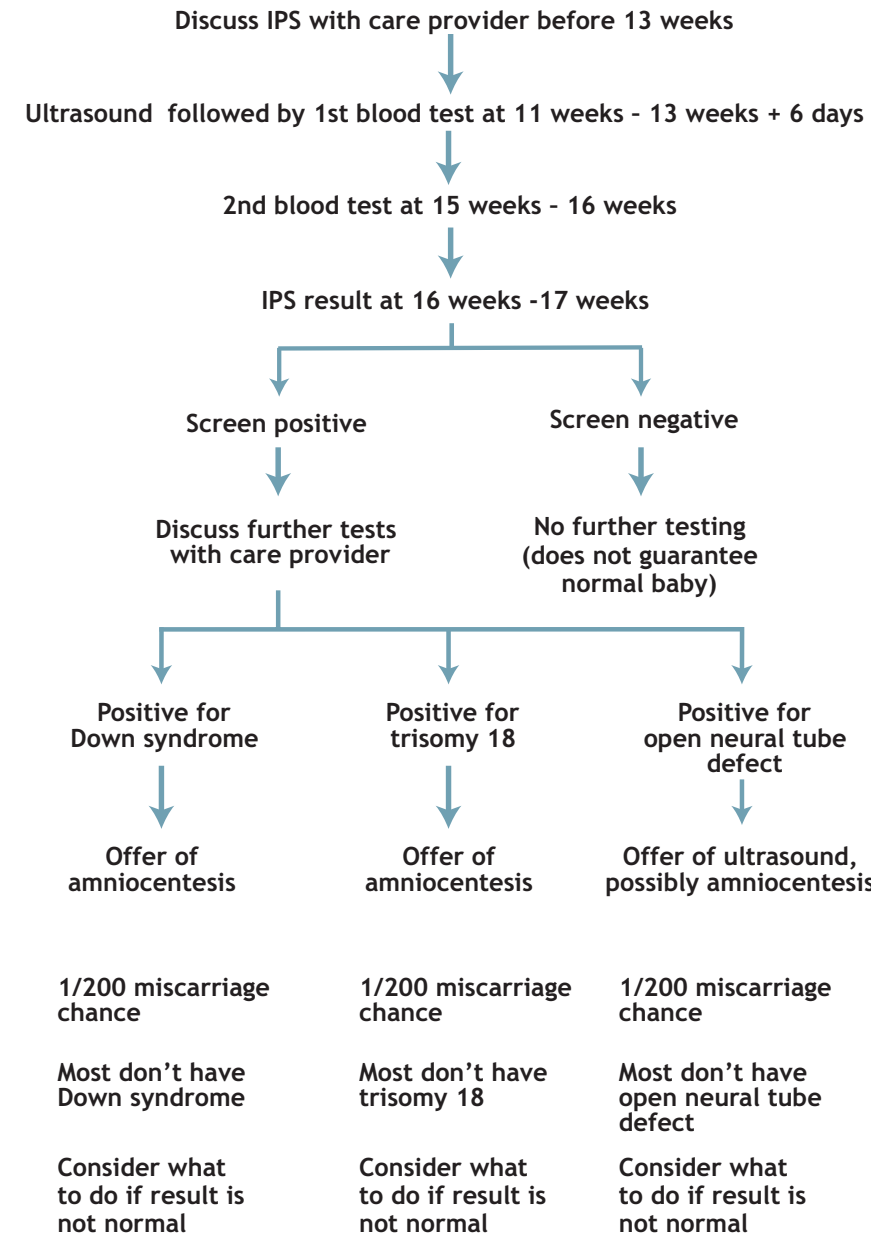 Discuss IPS with care provider before 13 weeks
Ultrasound followed by 1st blood test at 11 weeks – 13 weeks + 6 days
2nd blood test at 15 weeks – 16 weeks
IPS result at 16 weeks -17 weeks
Screen positive
Screen negative
Discuss further tests
with care provider
No further testing
(does not guarantee
normal baby)
Positive for
Down syndrome
Positive for
trisomy 18
Positive for
open neural tube
defect
Offer of
amniocentesis
Offer of
amniocentesis
Offer of ultrasound,
possibly amniocentesis
1/200 miscarriage
chance
1/200 miscarriage
chance
1/200 miscarriage
chance
Most don’t have
Down syndrome
Most don’t have
trisomy 18
Most don’t have
open neural tube
defect
Consider what
to do if result is
not normal
Consider what
to do if result is
not normal
Consider what
to do if result is
not normal